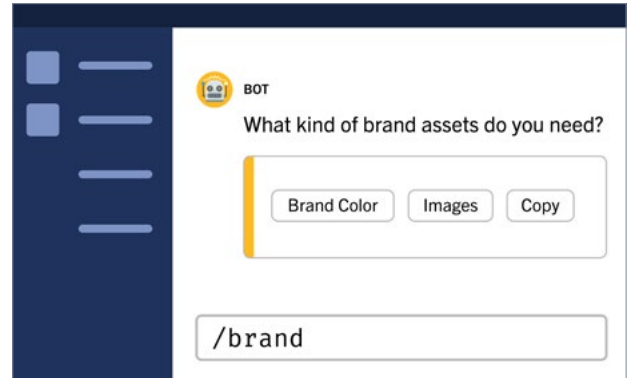 BOT
What kind of brand assets do you need?
Brand Color Images Copy
/brand